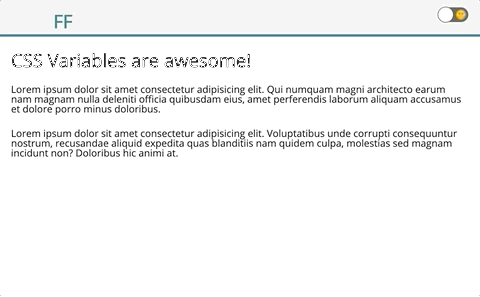 FF
CSS Variables are awesome!
Lorem ipsum dolor sit amet consectetur adipisicing elit. Qui numquam magni architecto earum
nam magnam nulla deleniti officia quibusdam eius, amet perferendis laborum aliquam accusamus
et dolore porro minus doloribus.
Lorem ipsum dolor sit amet consectetur adipisicing elit. Voluptatibus unde corrupti consequuntur
nostrum, recusandae aliquid expedita quas blanditiis nam quidem culpa, molestias sed magnam
incidunt non? Doloribus hic animi at.